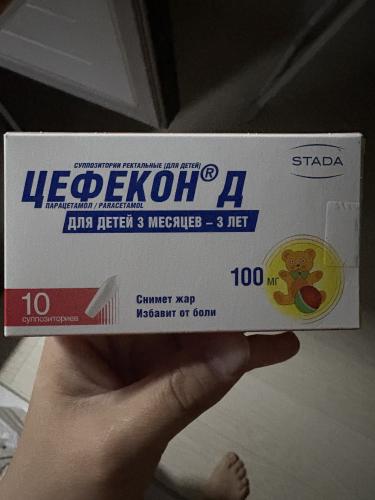 STADA
СУППОЗИТОРИИ РЕКТАЛЬНЫЕ [ДЛЯ ДЕТЕЙ]
ЦЕФЕКОН® Д
ПАРАЦЕТАМОЛ / PARACETAMOL
ДЛЯ ДЕТЕЙ 3 МЕСЯЦЕВ – 3 ЛЕТ
100 МГ
10
суппозиториев
Снимет жар
Избавит от боли